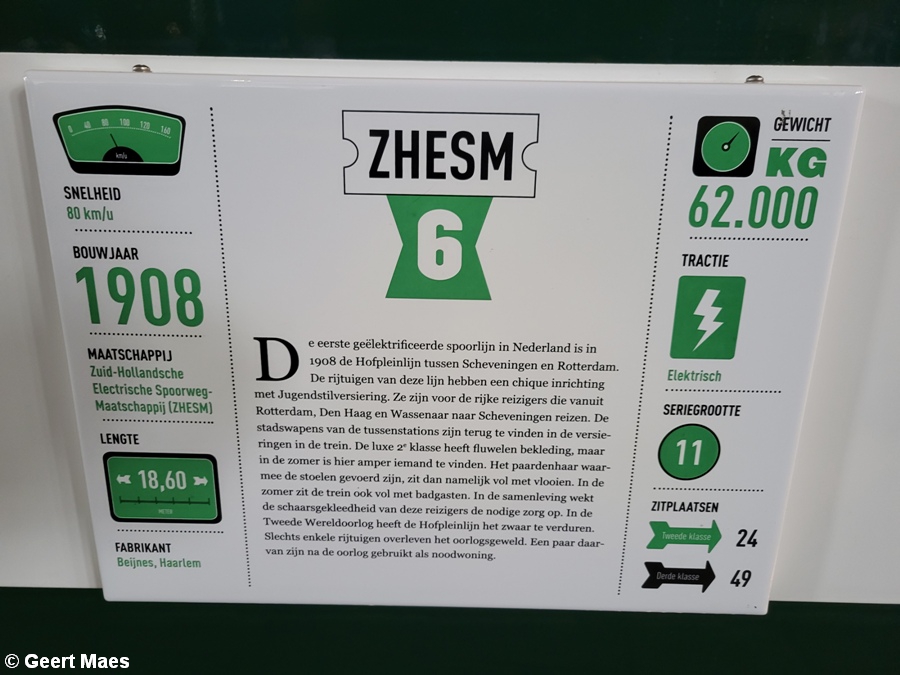 0 40 80 100 120 160
km/u
SNELHEID
80 km/u
BOUWJAAR
1908
MAATSCHAPPIJ
Zuid-Hollandsche
Electrische Spoorweg-
Maatschappij (ZHESM)
LENGTE
18,60
METER
FABRIKANT
Beijnes, Haarlem
ZHESM
6
De eerste geëlektrificeerde spoorlijn in Nederland is in
1908 de Hofpleinlijn tussen Scheveningen en Rotterdam.
De rijtuigen van deze lijn hebben een chique inrichting
met Jugendstilversiering. Ze zijn voor de rijke reizigers die vanuit
Rotterdam, Den Haag en Wassenaar naar Scheveningen reizen. De
stadswapens van de tussenstations zijn terug te vinden in de versie-
ringen in de trein. De luxe 2e klasse heeft fluwelen bekleding, maar
in de zomer is hier amper iemand te vinden. Het paardenhaar waar-
mee de stoelen gevoerd zijn, zit dan namelijk vol met vlooien. In de
zomer zit de trein ook vol met badgasten. In de samenleving wekt
de schaarsgekleedheid van deze reizigers de nodige zorg op. In de
Tweede Wereldoorlog heeft de Hofpleinlijn het zwaar te verduren.
Slechts enkele rijtuigen overleven het oorlogsgeweld. Een paar daar-
van zijn na de oorlog gebruikt als noodwoning.
GEWICHT
KG
62.000
TRACTIE
Elektrisch
SERIEGROOTTE
11
ZITPLAATSEN
Tweede klasse 24
Derde klasse 49
© Geert Maes